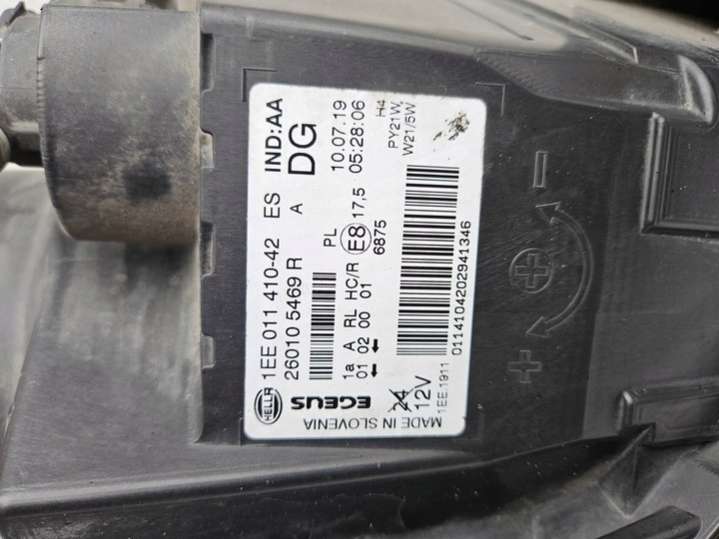 HELLA
1EE 011 410-42 ES IND:AA
26010 5469 R A DG
PL 10.07.19
1a A RL HC/R E8 17,5 05:28:06
01 02 00 01 6875
H4
PY21W,
W21/5W
EGEUS
24 12V
1EE.1911
0114104202941346
MADE IN SLOVENIA
+ -